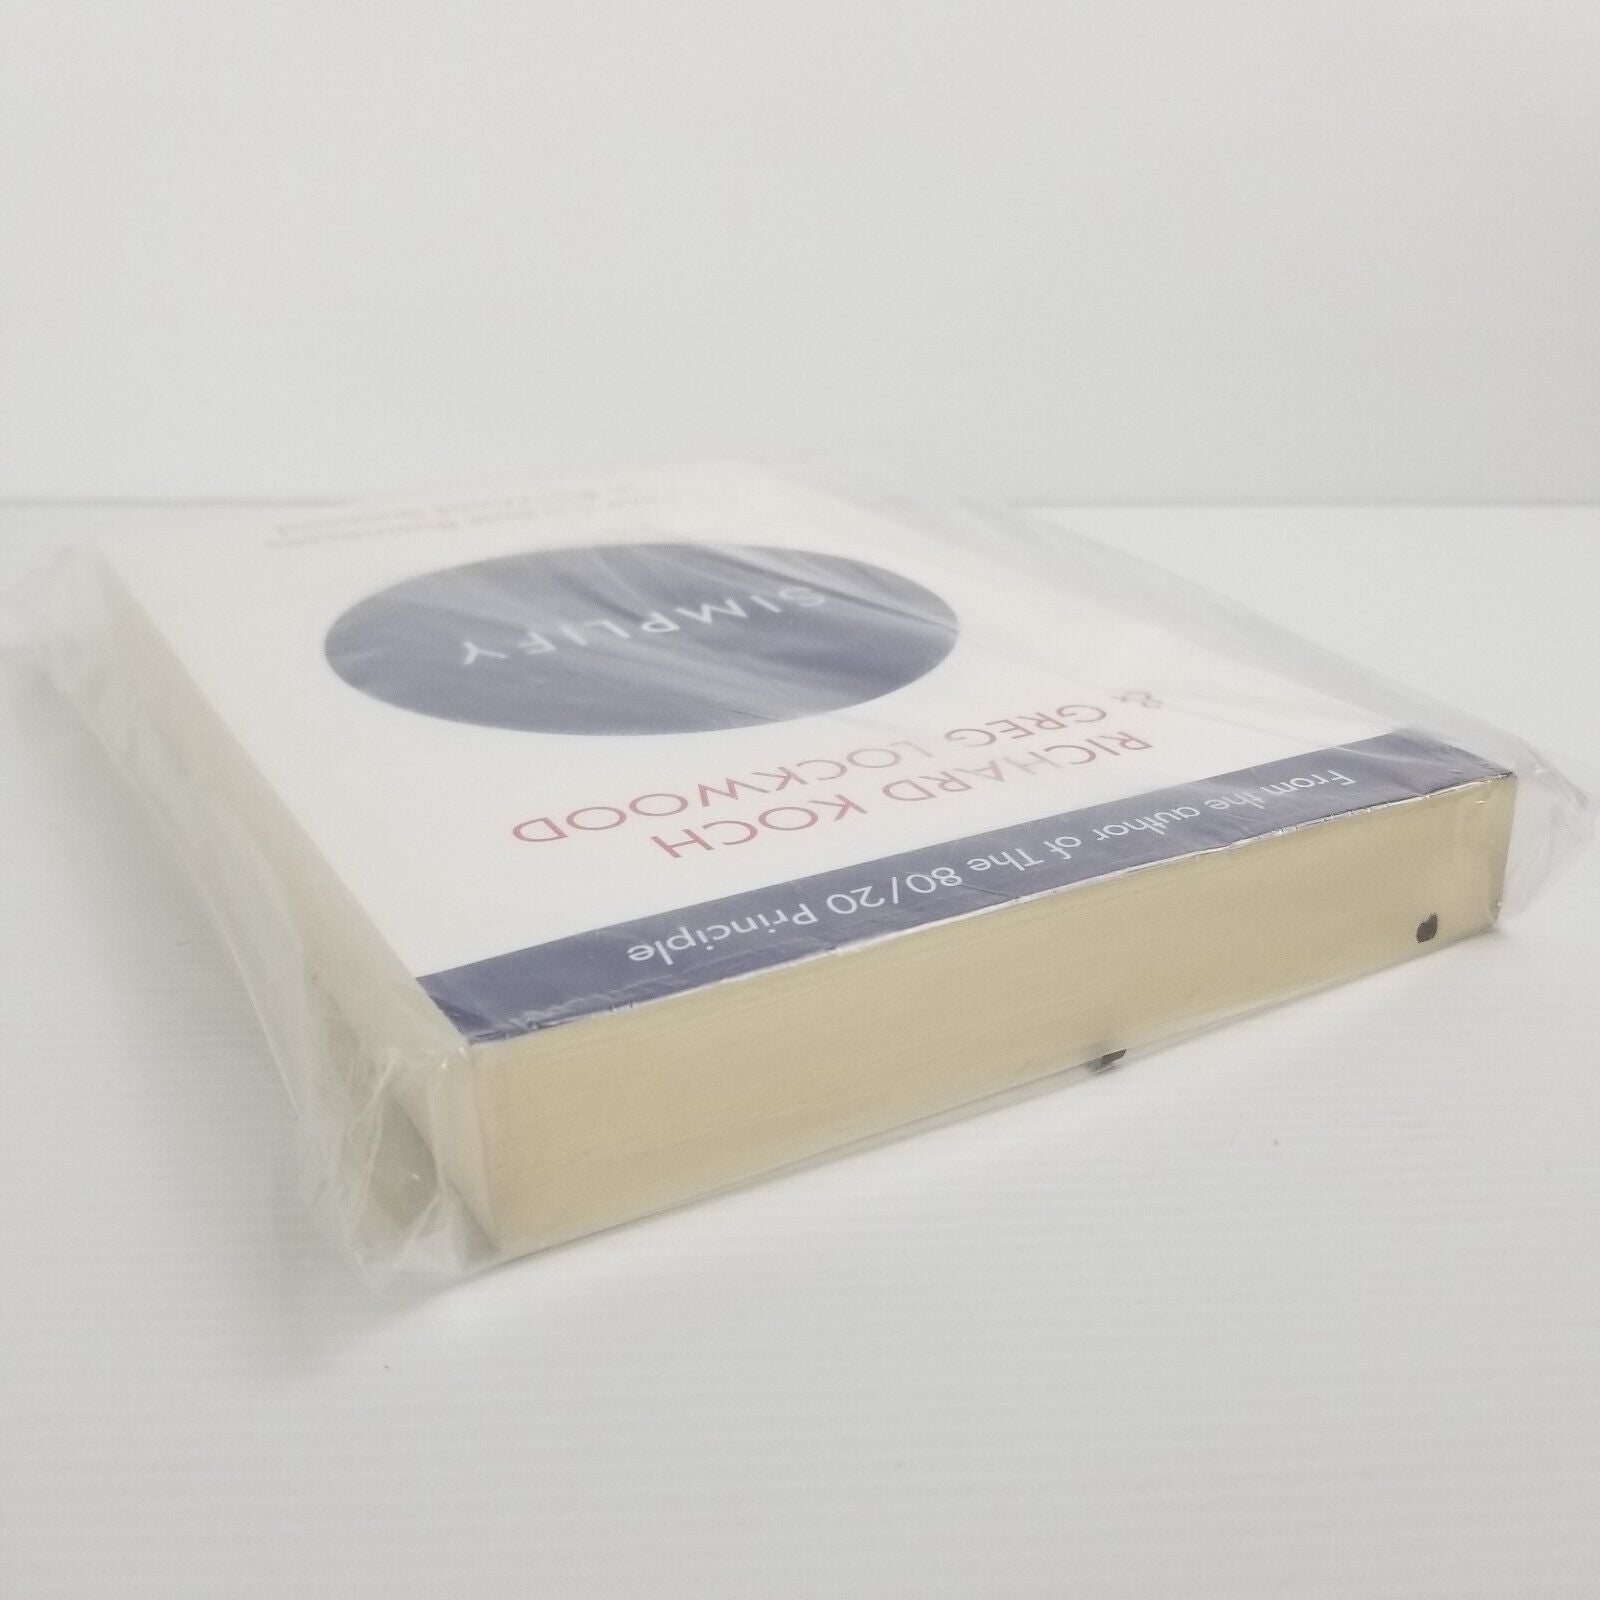 From the author of The 80/20 Principle
RICHARD KOCH
& GREG LOCKWOOD
SIMPLIFY